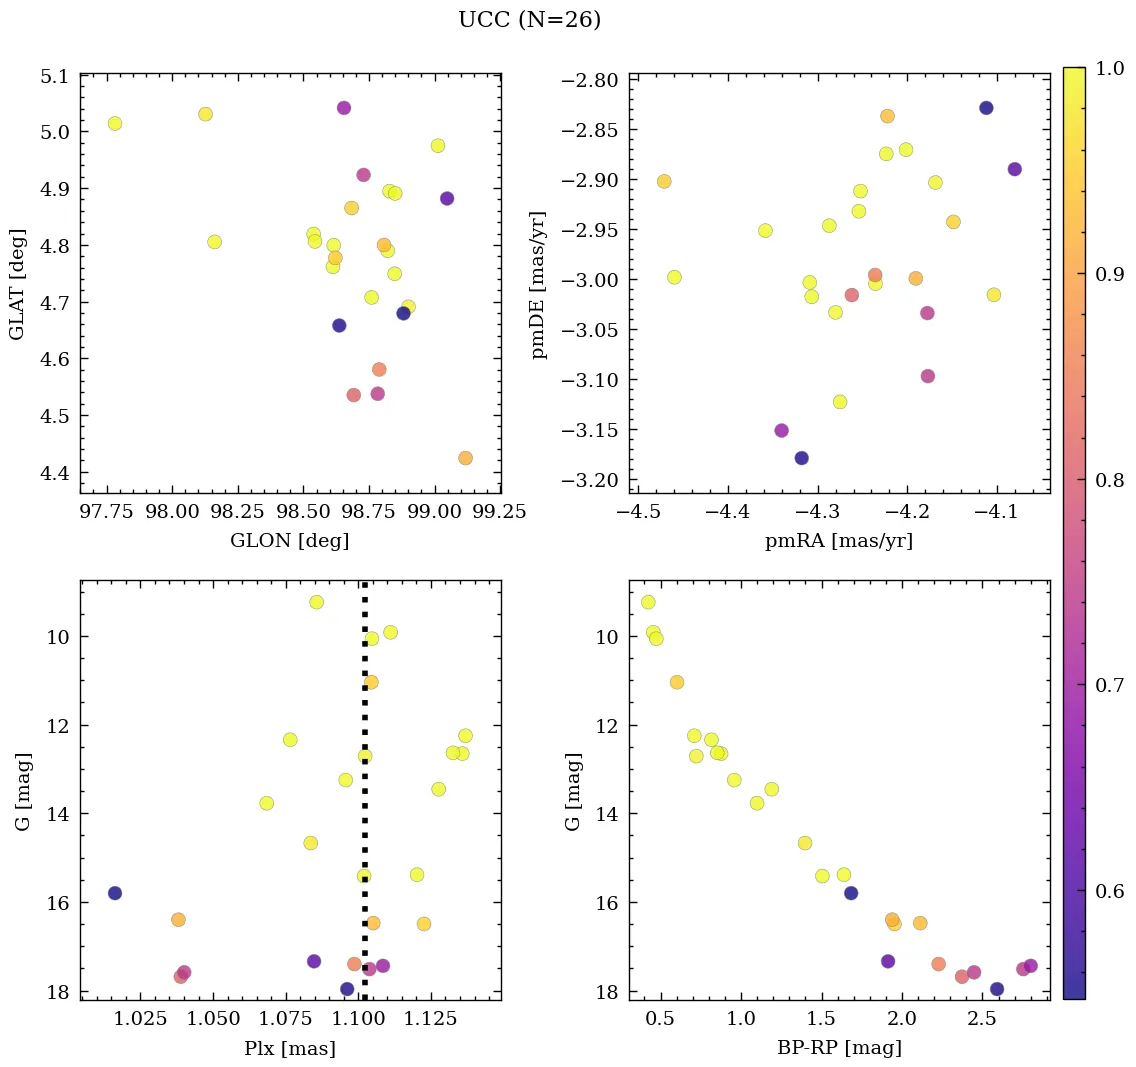 UCC (N=26)
5.1
5.0
4.9
4.8
4.7
4.6
4.5
4.4
GLAT [deg]
97.75 98.00 98.25 98.50 98.75 99.00 99.25
GLON [deg]
−2.80
−2.85
−2.90
−2.95
−3.00
−3.05
−3.10
−3.15
−3.20
pmDE [mas/yr]
−4.5 −4.4 −4.3 −4.2 −4.1
pmRA [mas/yr]
1.0
0.9
0.8
0.7
0.6
10
12
14
16
18
G [mag]
1.025 1.050 1.075 1.100 1.125
Plx [mas]
10
12
14
16
18
G [mag]
0.5 1.0 1.5 2.0 2.5
BP-RP [mag]